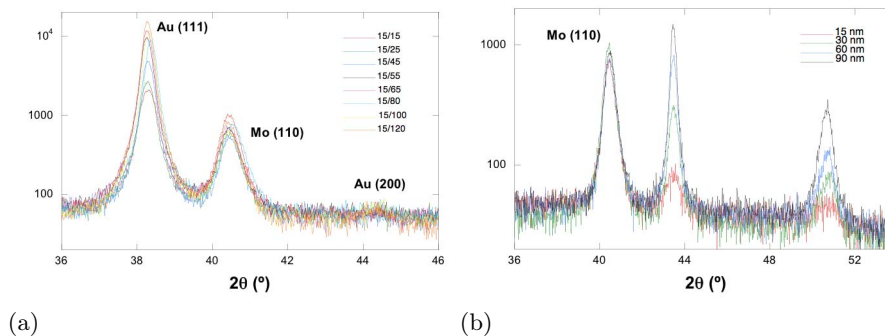 Au (111)
10⁴
15/15
15/25
15/45
15/55
15/65
15/80
15/100
15/120
1000
Mo (110)
Au (200)
100
36
38
40
42
44
46
2θ (º)
(a)
Mo (110)
15 nm
30 nm
60 nm
90 nm
1000
100
36
40
44
48
52
2θ (º)
(b)